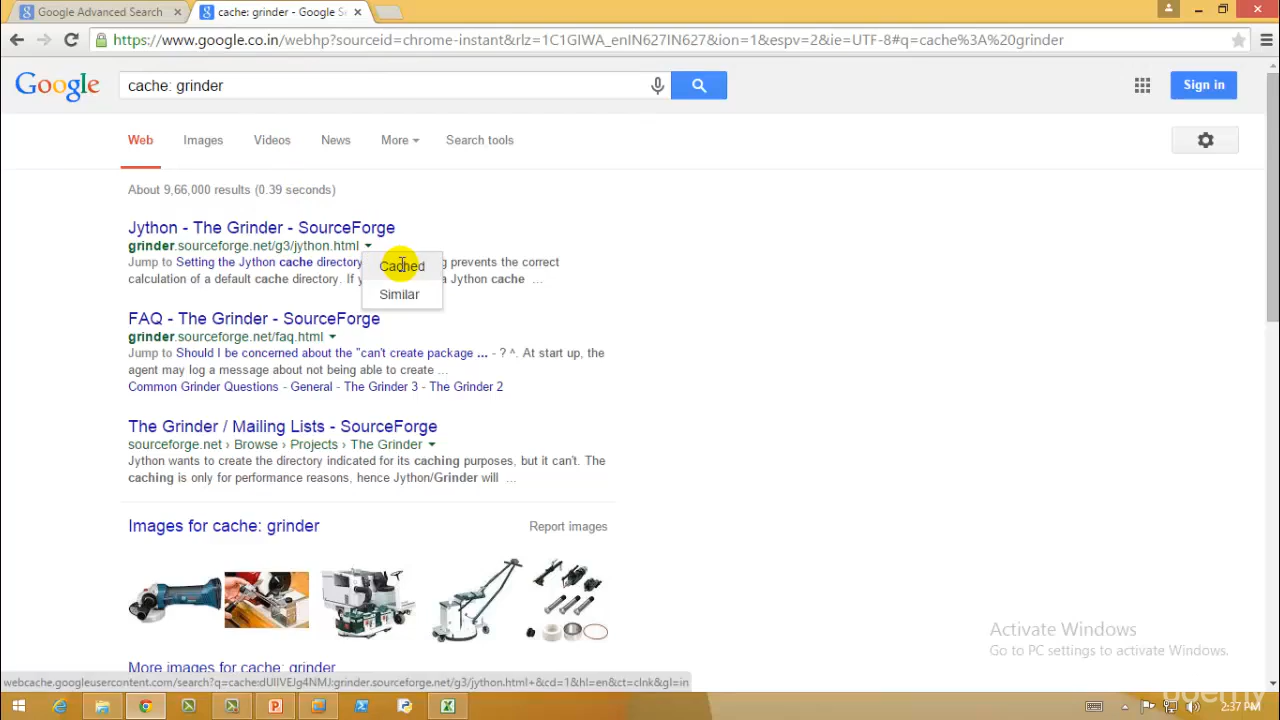 Google Advanced Search
cache: grinder - Google Se
https://www.google.co.in/webhp?sourceid=chrome-instant&rlz=1C1GIWA_enIN627IN627&ion=1&espv=2&ie=UTF-8#q=cache%3A%20grinder
Google
cache: grinder
Sign in
Web Images Videos News More Search tools
About 9,66,000 results (0.39 seconds)
Jython - The Grinder - SourceForge
grinder.sourceforge.net/g3/jython.html
Jump to Setting the Jython cache directory g prevents the correct
Cached
calculation of a default cache directory. If y a Jython cache ...
Similar
FAQ - The Grinder - SourceForge
grinder.sourceforge.net/faq.html
Jump to Should I be concerned about the "can't create package ... - ? ^. At start up, the
agent may log a message about not being able to create ...
Common Grinder Questions - General - The Grinder 3 - The Grinder 2
The Grinder / Mailing Lists - SourceForge
sourceforge.net › Browse › Projects › The Grinder
Jython wants to create the directory indicated for its caching purposes, but it can't. The
caching is only for performance reasons, hence Jython/Grinder will ...
Images for cache: grinder
Report images
More images for cache: grinder
Activate Windows
Go to PC settings to activate Windows.
webcache.googleusercontent.com/search?q=cache:dUIIVEJg4NMJ:grinder.sourceforge.net/g3/jython.html+&cd=1&hl=en&ct=clnk&gl=in
udemy
2:37 PM